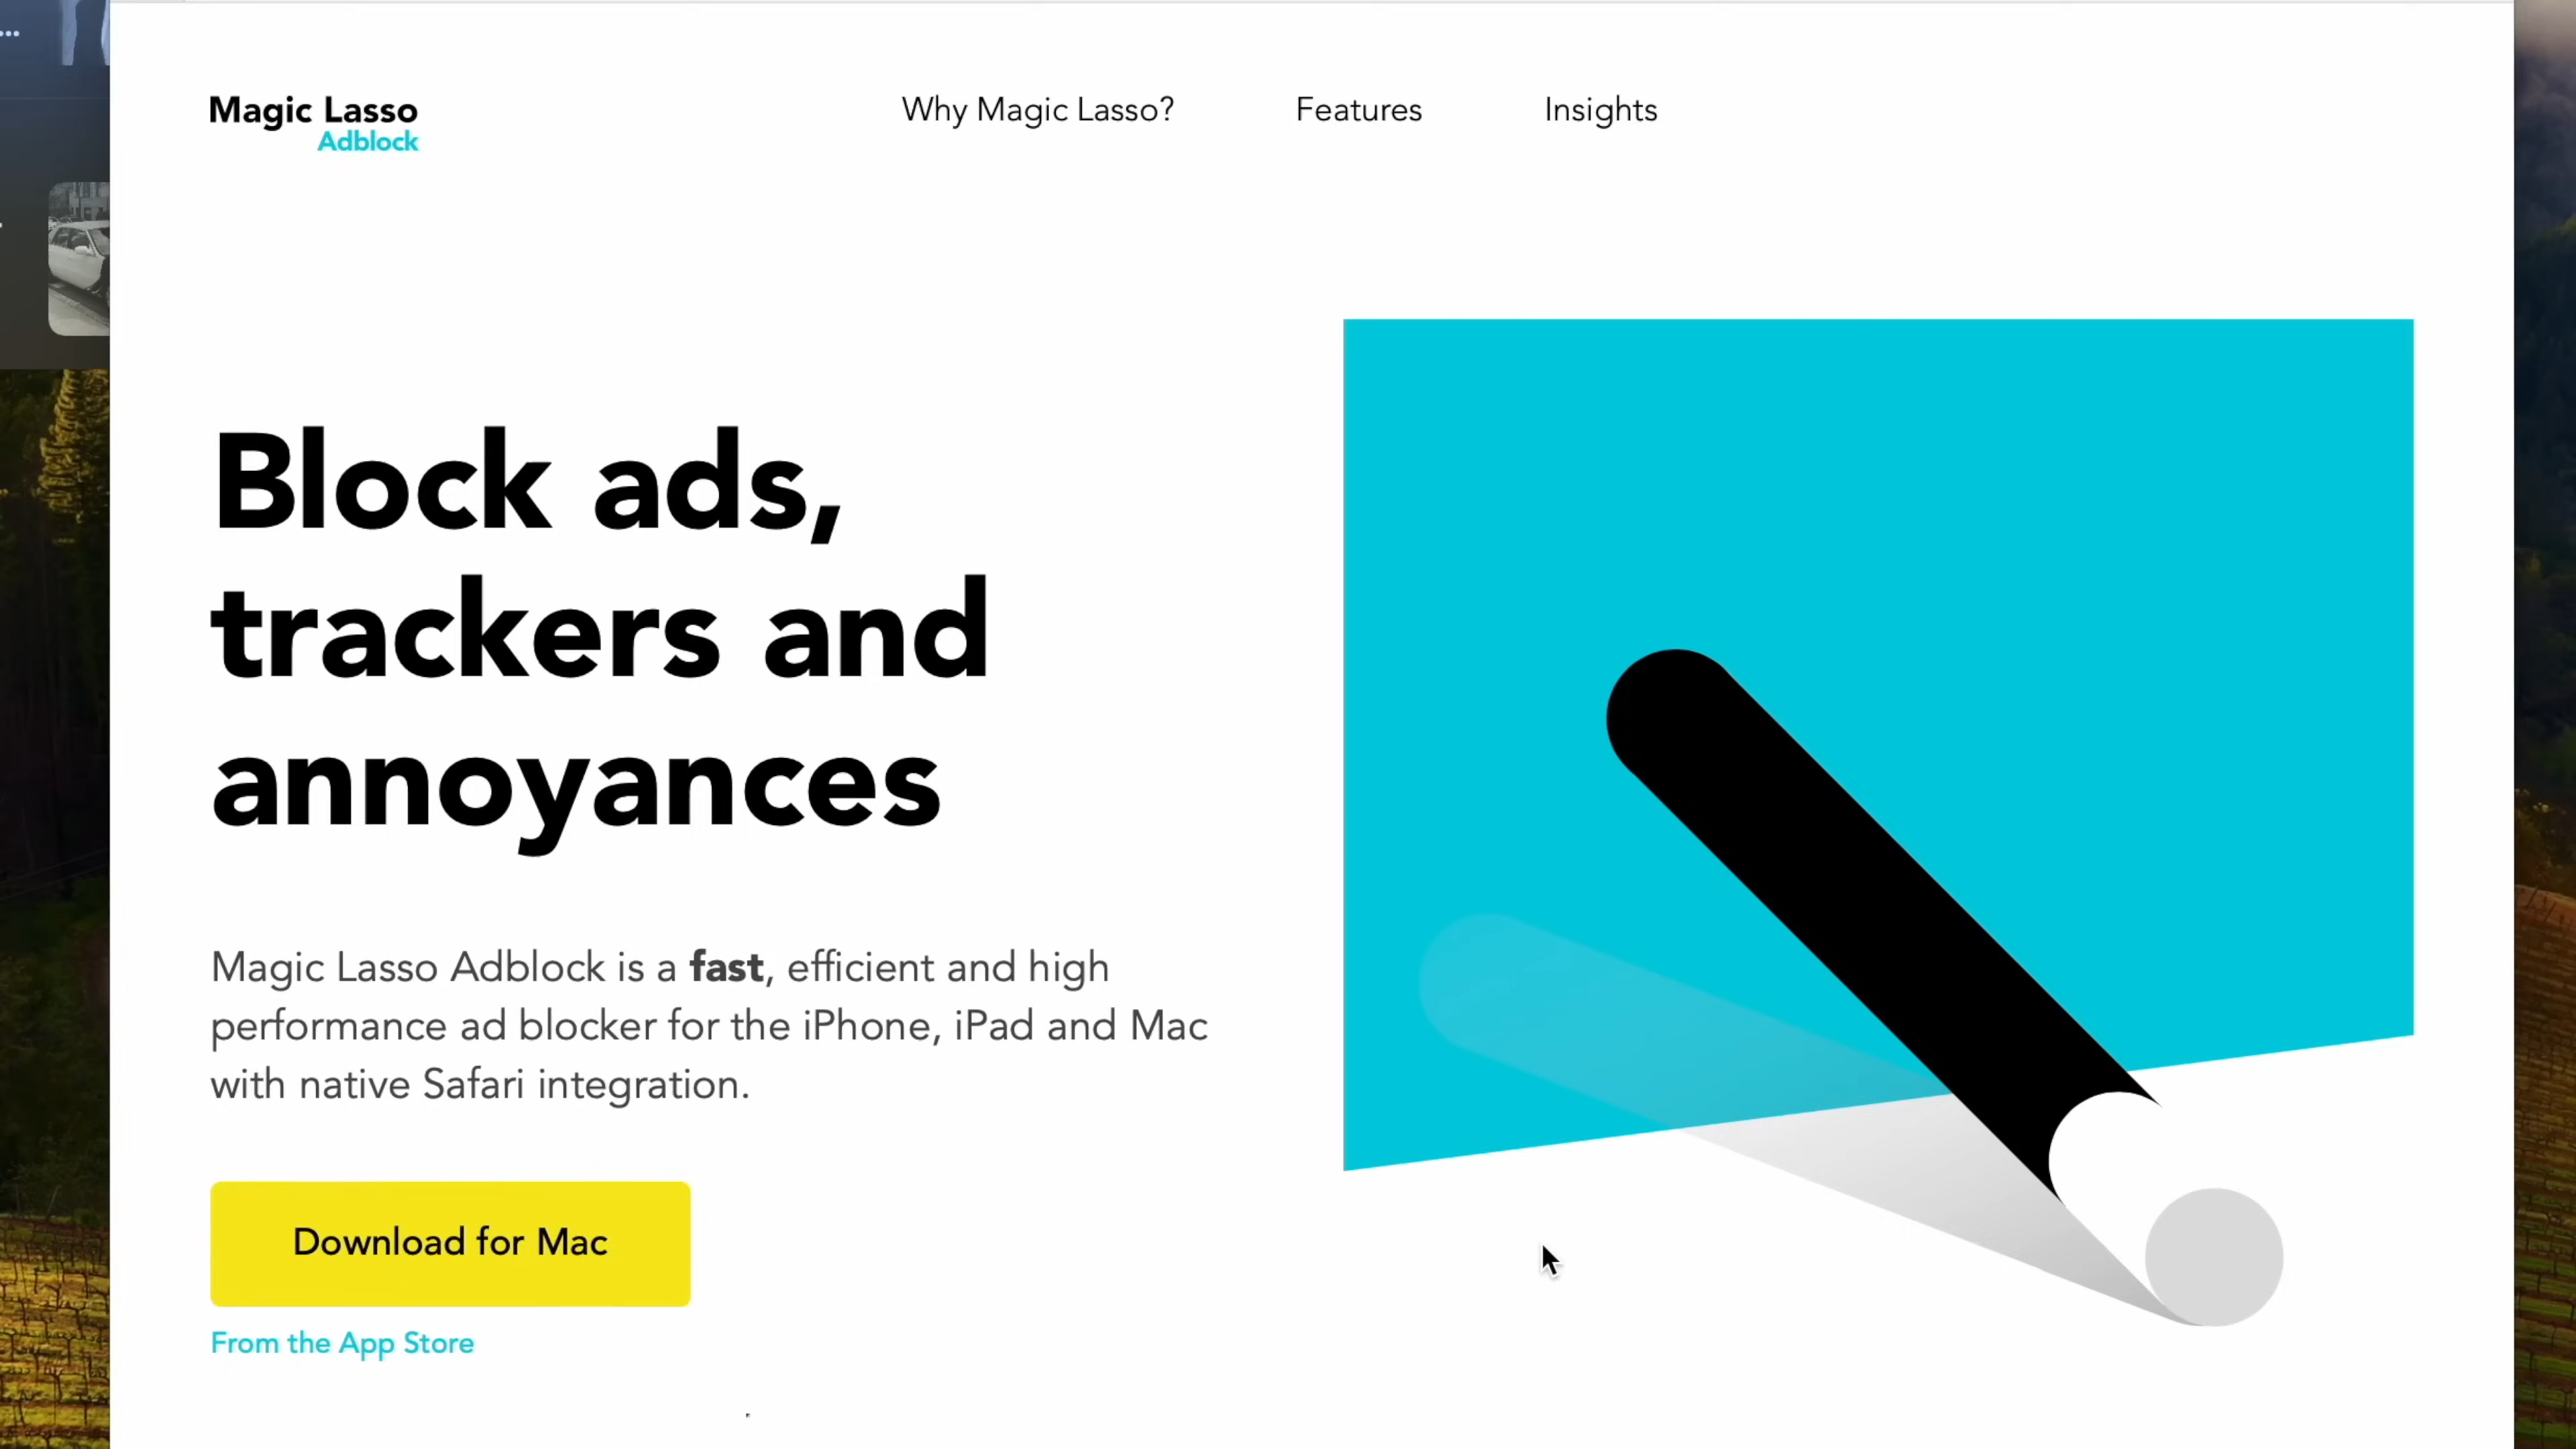 Magic Lasso
Adblock
Why Magic Lasso?
Features
Insights
Block ads,
trackers and
annoyances
Magic Lasso Adblock is a fast, efficient and high
performance ad blocker for the iPhone, iPad and Mac
with native Safari integration.
Download for Mac
From the App Store